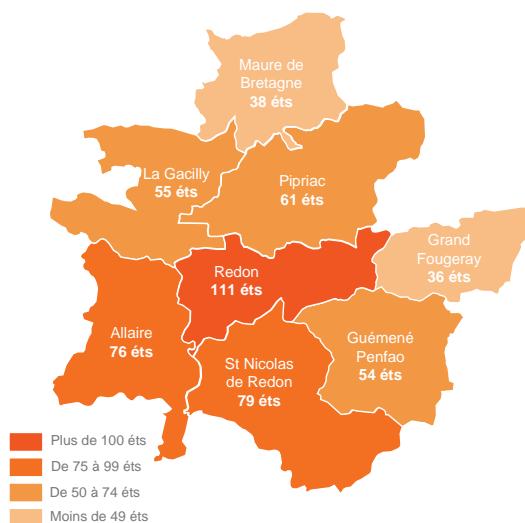 Maure de
Bretagne
38 éts
La Gacilly
55 éts
Pipriac
61 éts
Grand
Fougeray
36 éts
Redon
111 éts
Allaire
76 éts
St Nicolas
de Redon
79 éts
Guémené
Penfao
54 éts
Plus de 100 éts
De 75 à 99 éts
De 50 à 74 éts
Moins de 49 éts